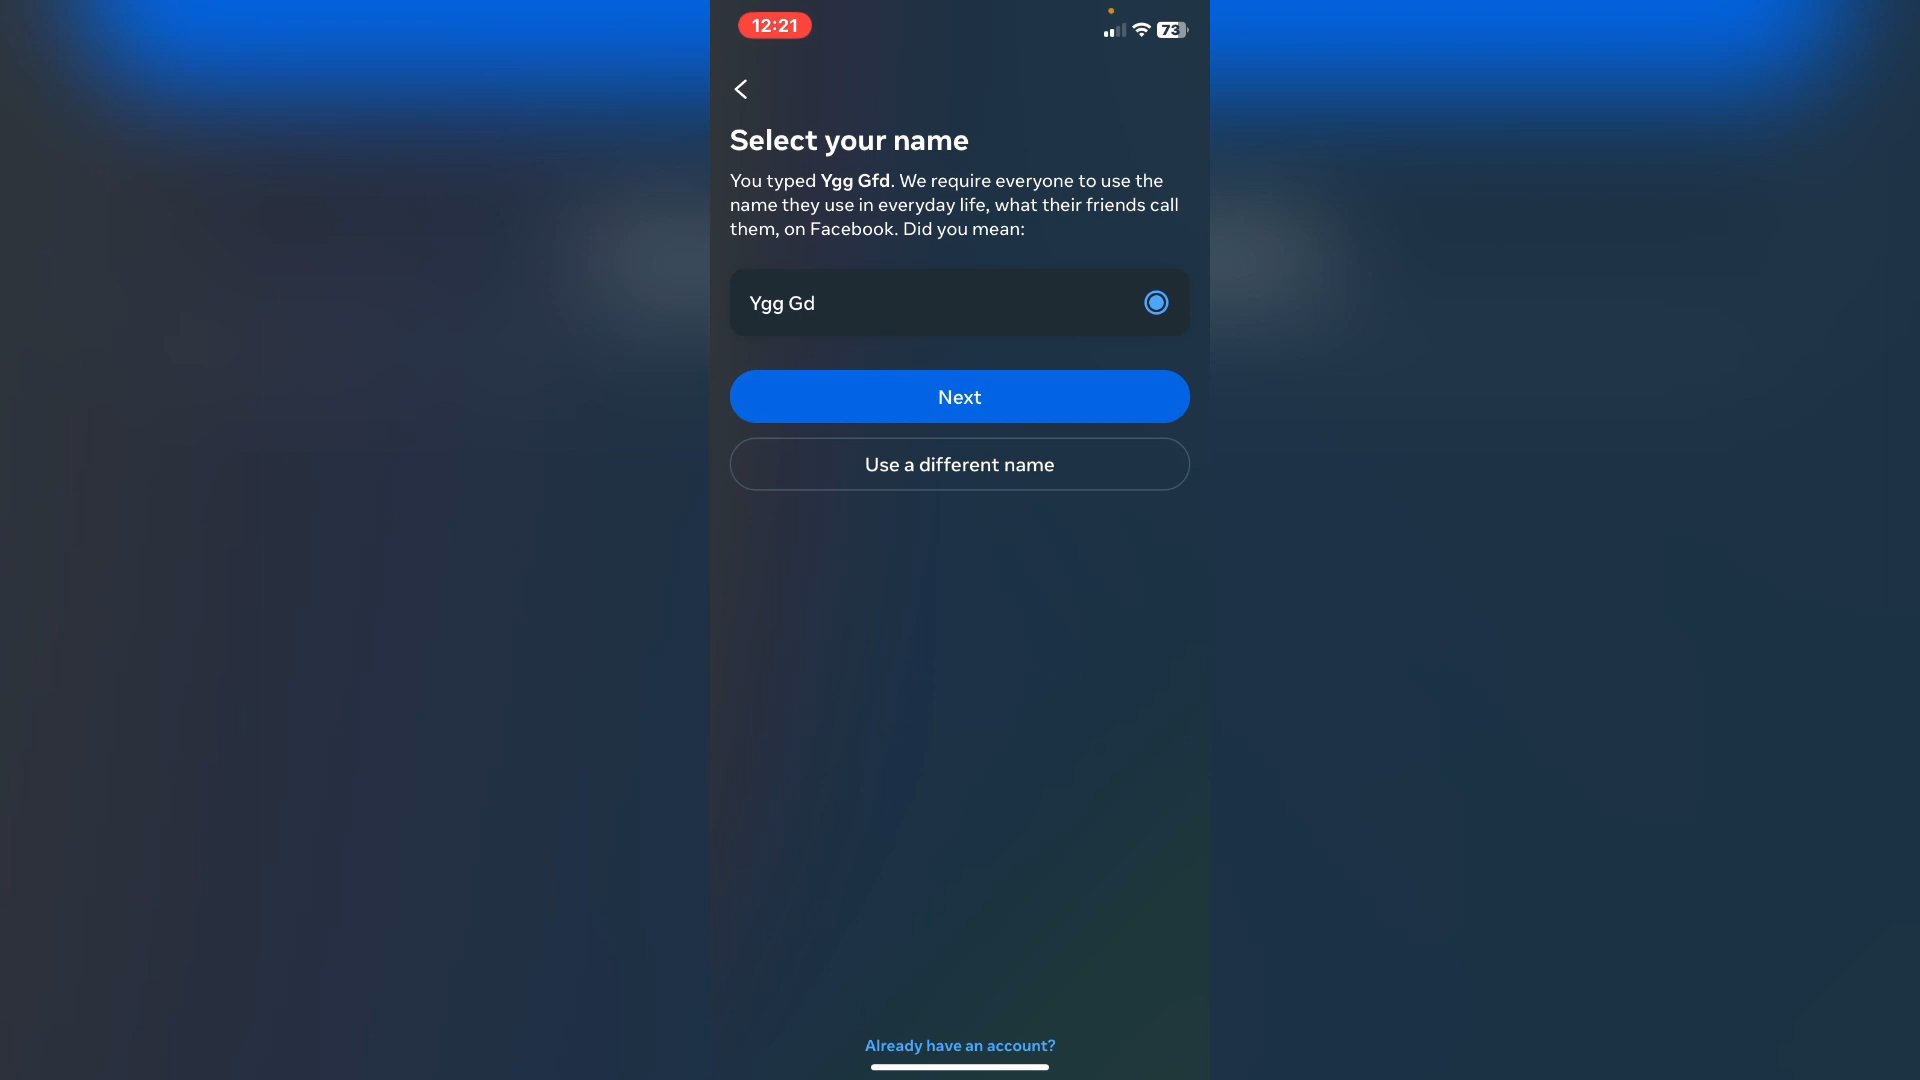 12:21
73
Select your name
You typed Ygg Gfd. We require everyone to use the
name they use in everyday life, what their friends call
them, on Facebook. Did you mean:
Ygg Gd
Next
Use a different name
Already have an account?